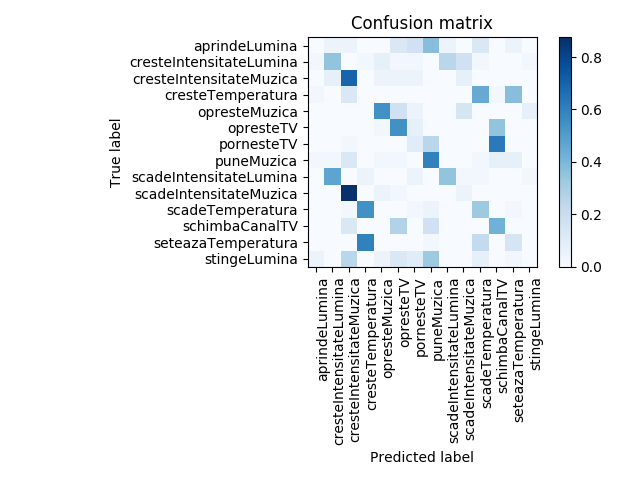 Confusion matrix
True label
aprindeLumina
cresteIntensitateLumina
cresteIntensitateMuzica
cresteTemperatura
opresteMuzica
opresteTV
pornesteTV
puneMuzica
scadeIntensitateLumina
scadeIntensitateMuzica
scadeTemperatura
schimbaCanalTV
seteazaTemperatura
stingeLumina
0.8
0.6
0.4
0.2
0.0
aprindeLumina
cresteIntensitateLumina
cresteIntensitateMuzica
cresteTemperatura
opresteMuzica
opresteTV
pornesteTV
puneMuzica
scadeIntensitateLumina
scadeIntensitateMuzica
scadeTemperatura
schimbaCanalTV
seteazaTemperatura
stingeLumina
Predicted label